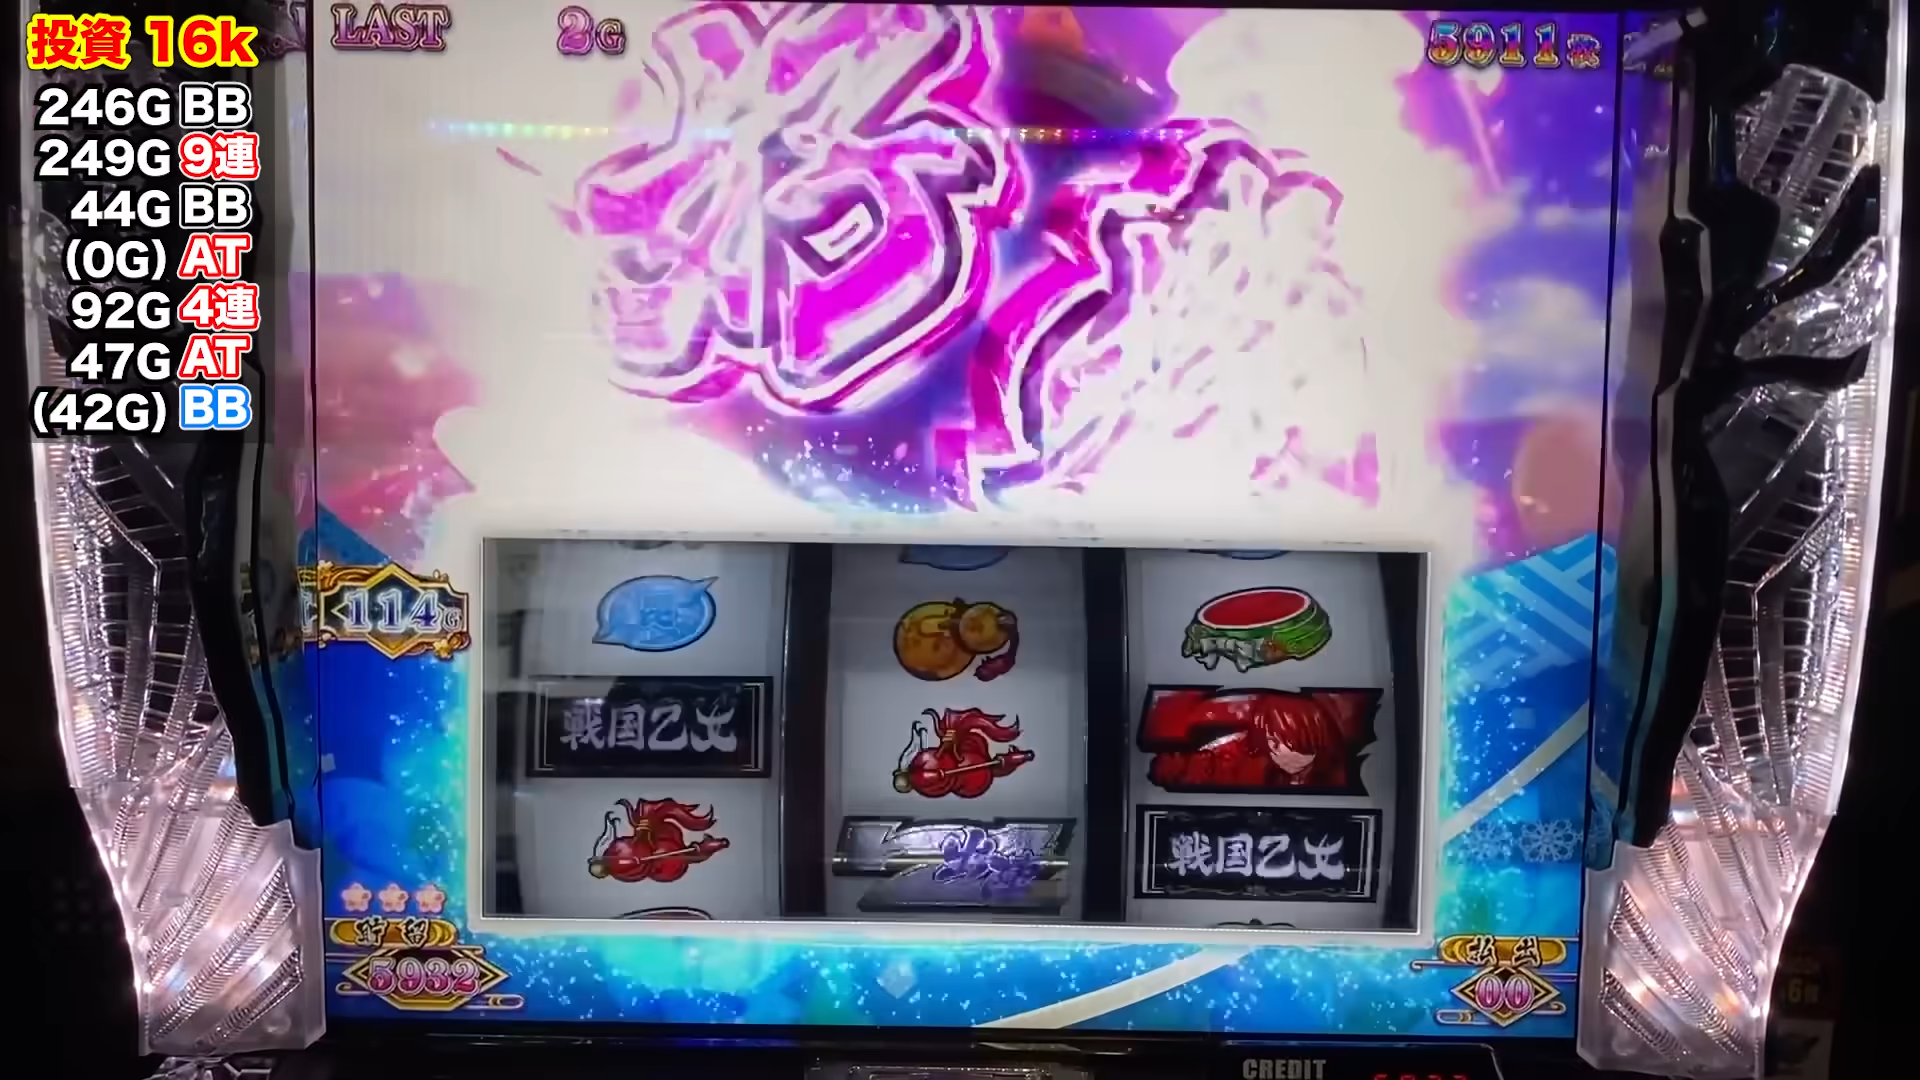 投資 16k
246G BB
249G 9連
44G BB
(0G) AT
92G 4連
47G AT
(42G) BB
LAST 2G
5911枚
114G
戦国乙女
戦国乙女
貯留
5932
払出
00
CREDIT